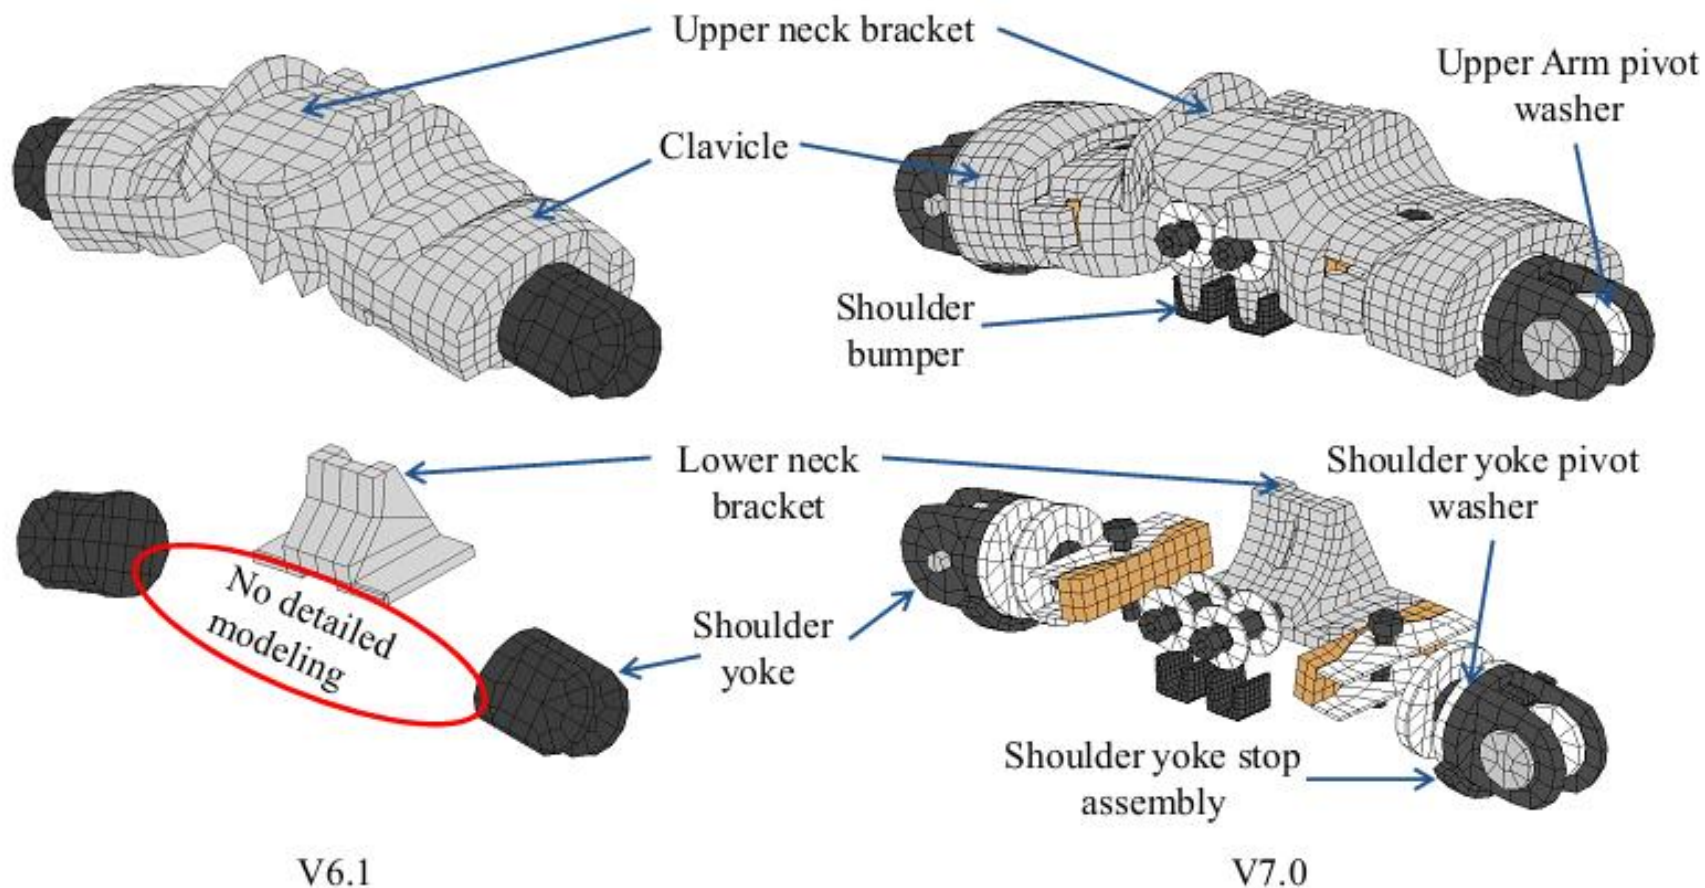 Upper neck bracket
Upper Arm pivot
washer
Clavicle
Shoulder
bumper
Lower neck
bracket
Shoulder yoke pivot
washer
No detailed
modeling
Shoulder
yoke
Shoulder yoke stop
assembly
V6.1
V7.0